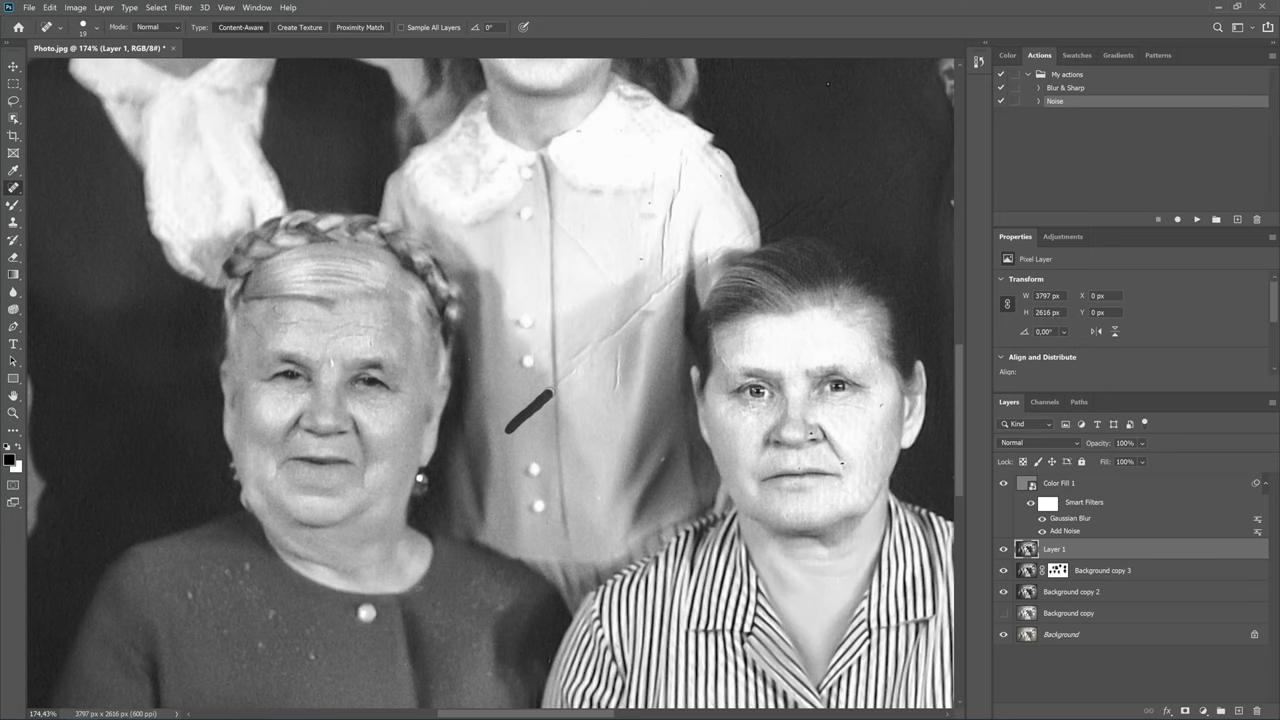 Ps File Edit Image Layer Type Select Filter 3D View Window Help
19 Mode: Normal Type: Content-Aware Create Texture Proximity Match Sample All Layers 0°
Photo.jpg @ 174% (Layer 1, RGB/8#) * ×
Color Actions Swatches Gradients Patterns
My actions
Blur & Sharp
Noise
Properties Adjustments
Pixel Layer
Transform
W 3797 px X 0 px
H 2616 px Y 0 px
0,00°
Align and Distribute
Align:
Layers Channels Paths
Kind
Normal Opacity: 100%
Lock: Fill: 100%
Color Fill 1
Smart Filters
Gaussian Blur
Add Noise
Layer 1
Background copy 3
Background copy 2
Background copy
Background
174,43% 3797 px x 2616 px (600 ppi)